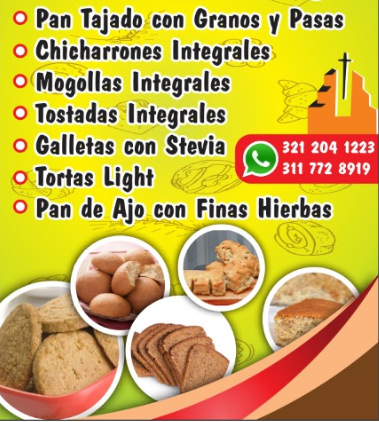 Pan Tajado con Granos y Pasas
Chicharrones Integrales
Mogollas Integrales
Tostadas Integrales
Galletas con Stevia
321 204 1223
311 772 8919
Tortas Light
Pan de Ajo con Finas Hierbas